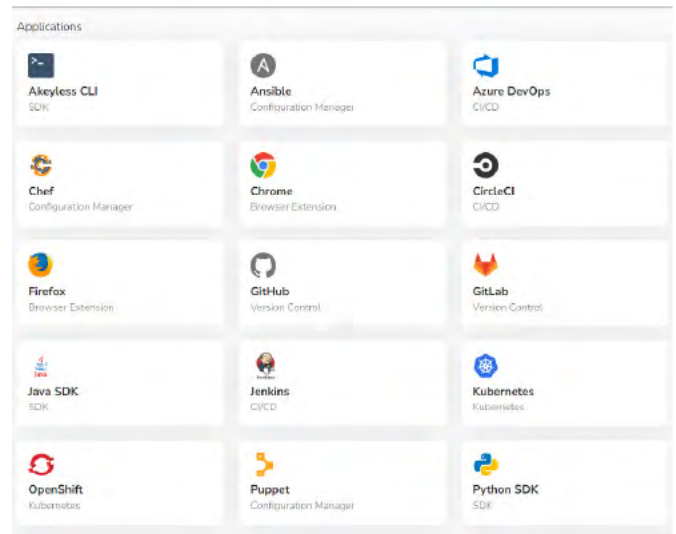 Applications
>_
Akeyless CLI
SDK
Ansible
Configuration Manager
Azure DevOps
CI/CD
Chef
Configuration Manager
Chrome
Browser Extension
CircleCI
CI/CD
Firefox
Browser Extension
GitHub
Version Control
GitLab
Version Control
Java
Java SDK
SDK
Jenkins
CI/CD
Kubernetes
Kubernetes
OpenShift
Kubernetes
Puppet
Configuration Manager
Python SDK
SDK